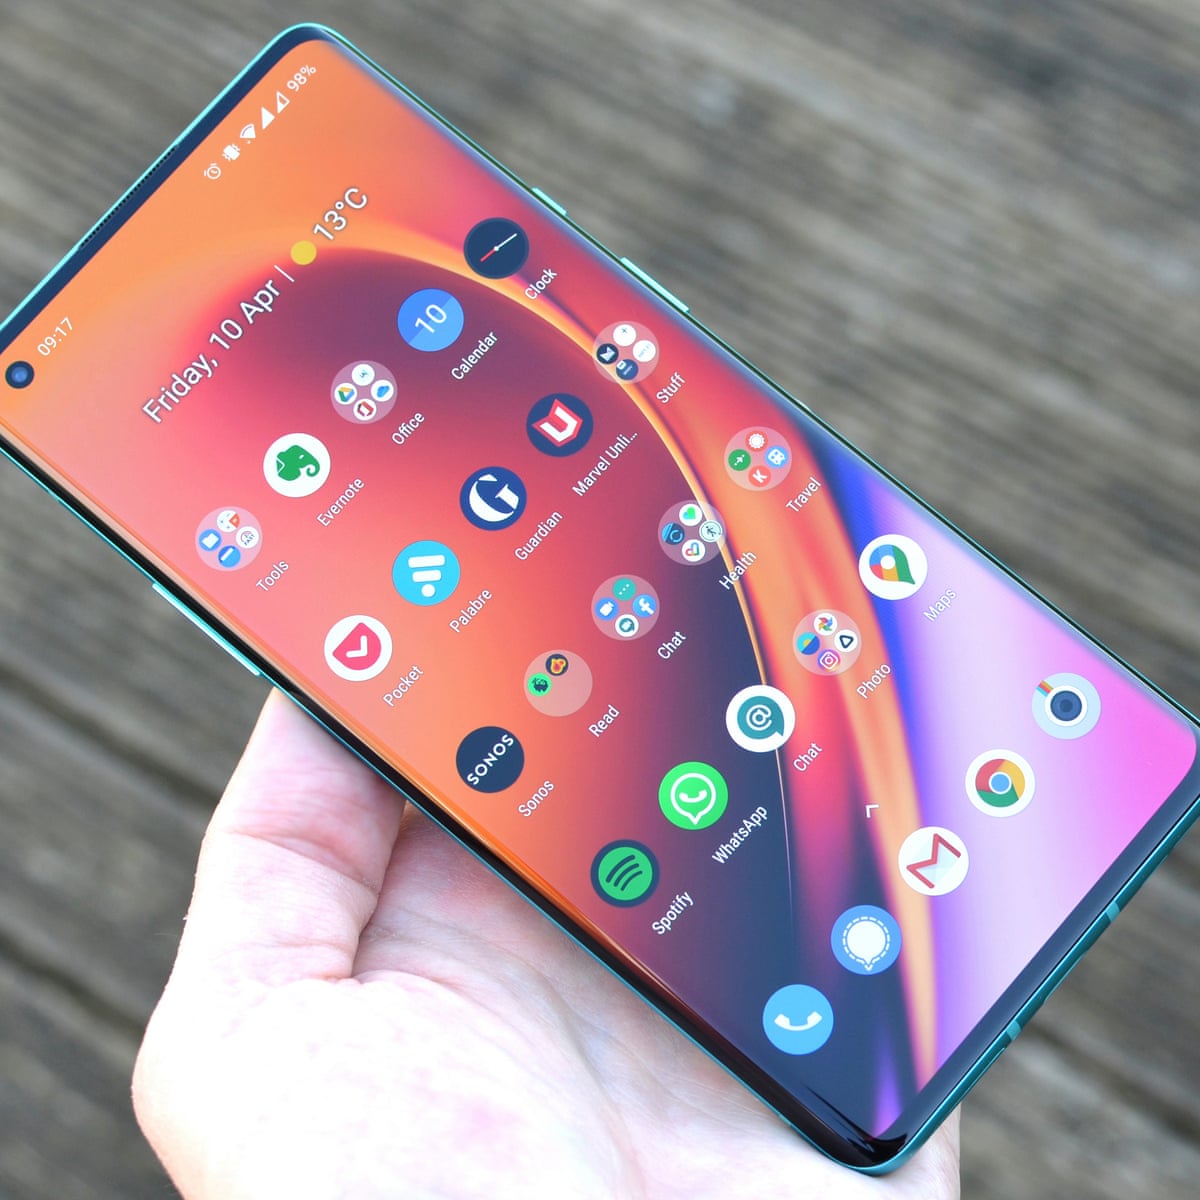 09:17
98%
Friday, 10 Apr | 13°C
Tools
Evernote
Office
10
Calendar
Clock
Pocket
Palabre
G
Guardian
U
Marvel Unli...
Stuff
SONOS
Sonos
Read
Chat
Health
K
Travel
Spotify
WhatsApp
@
Chat
Photo
Maps